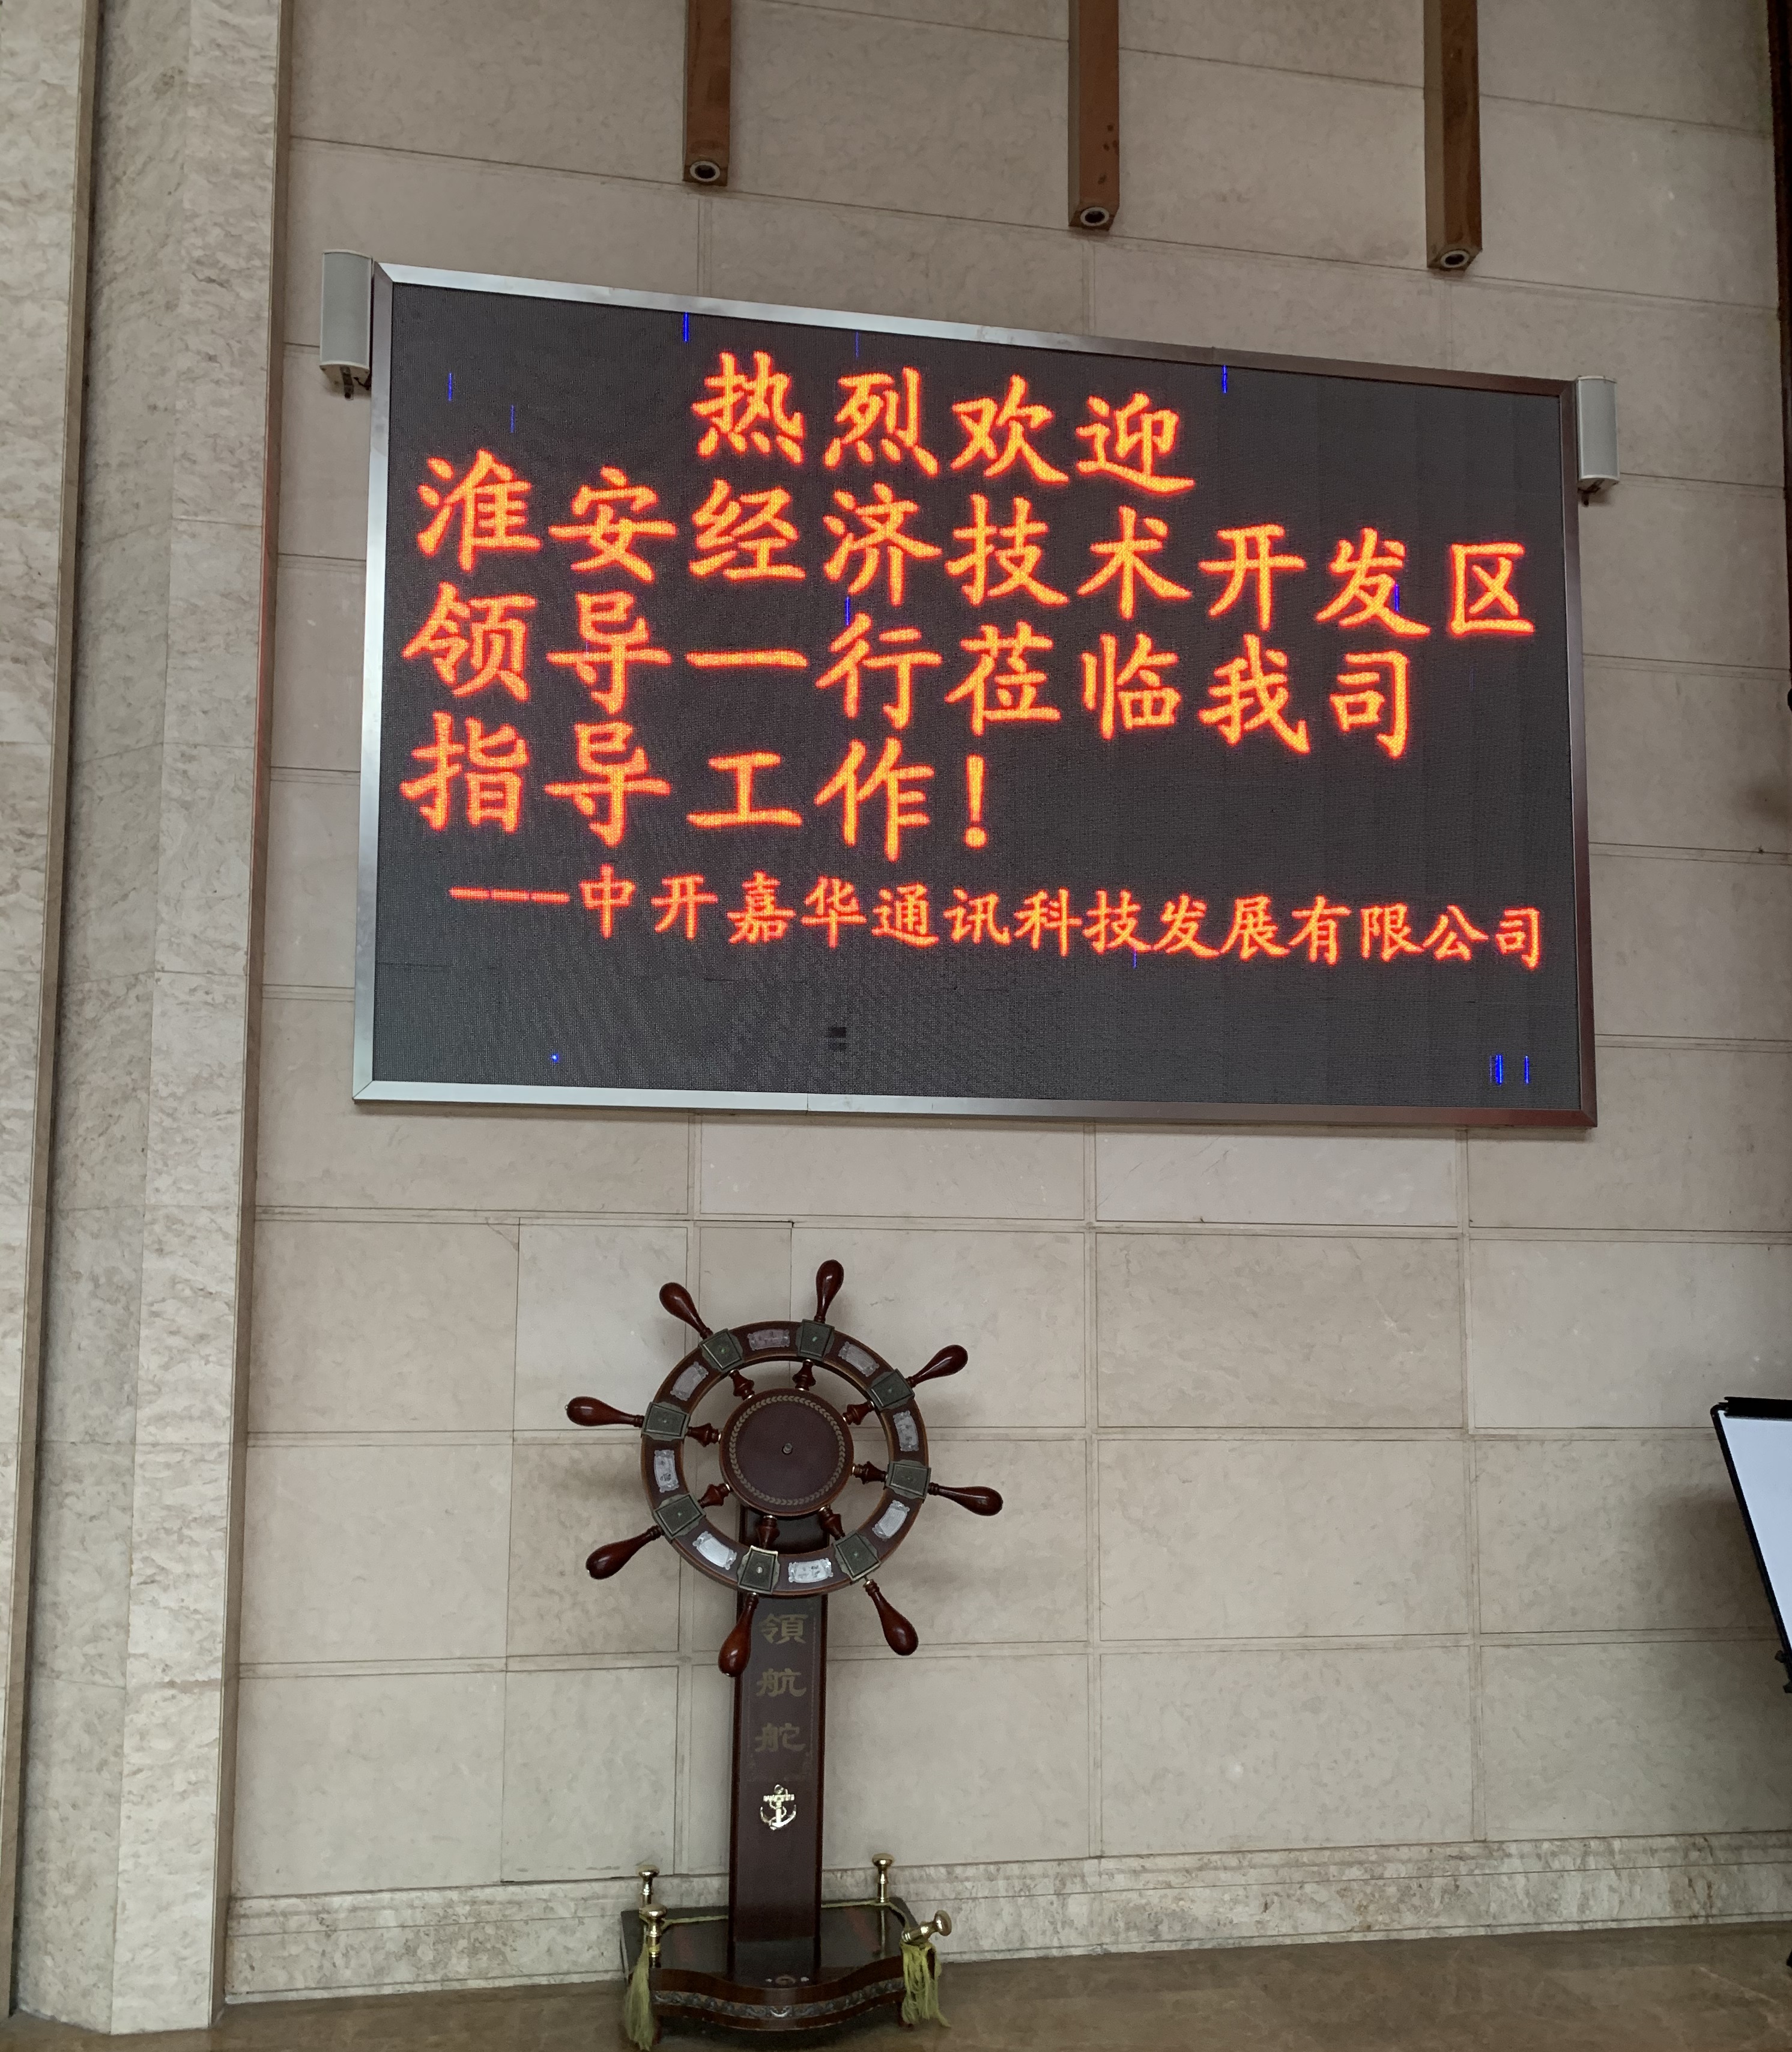 热烈欢迎
淮安经济技术开发区
领导一行莅临我司
指导工作！
---中开嘉华通讯科技发展有限公司
領
航
舵